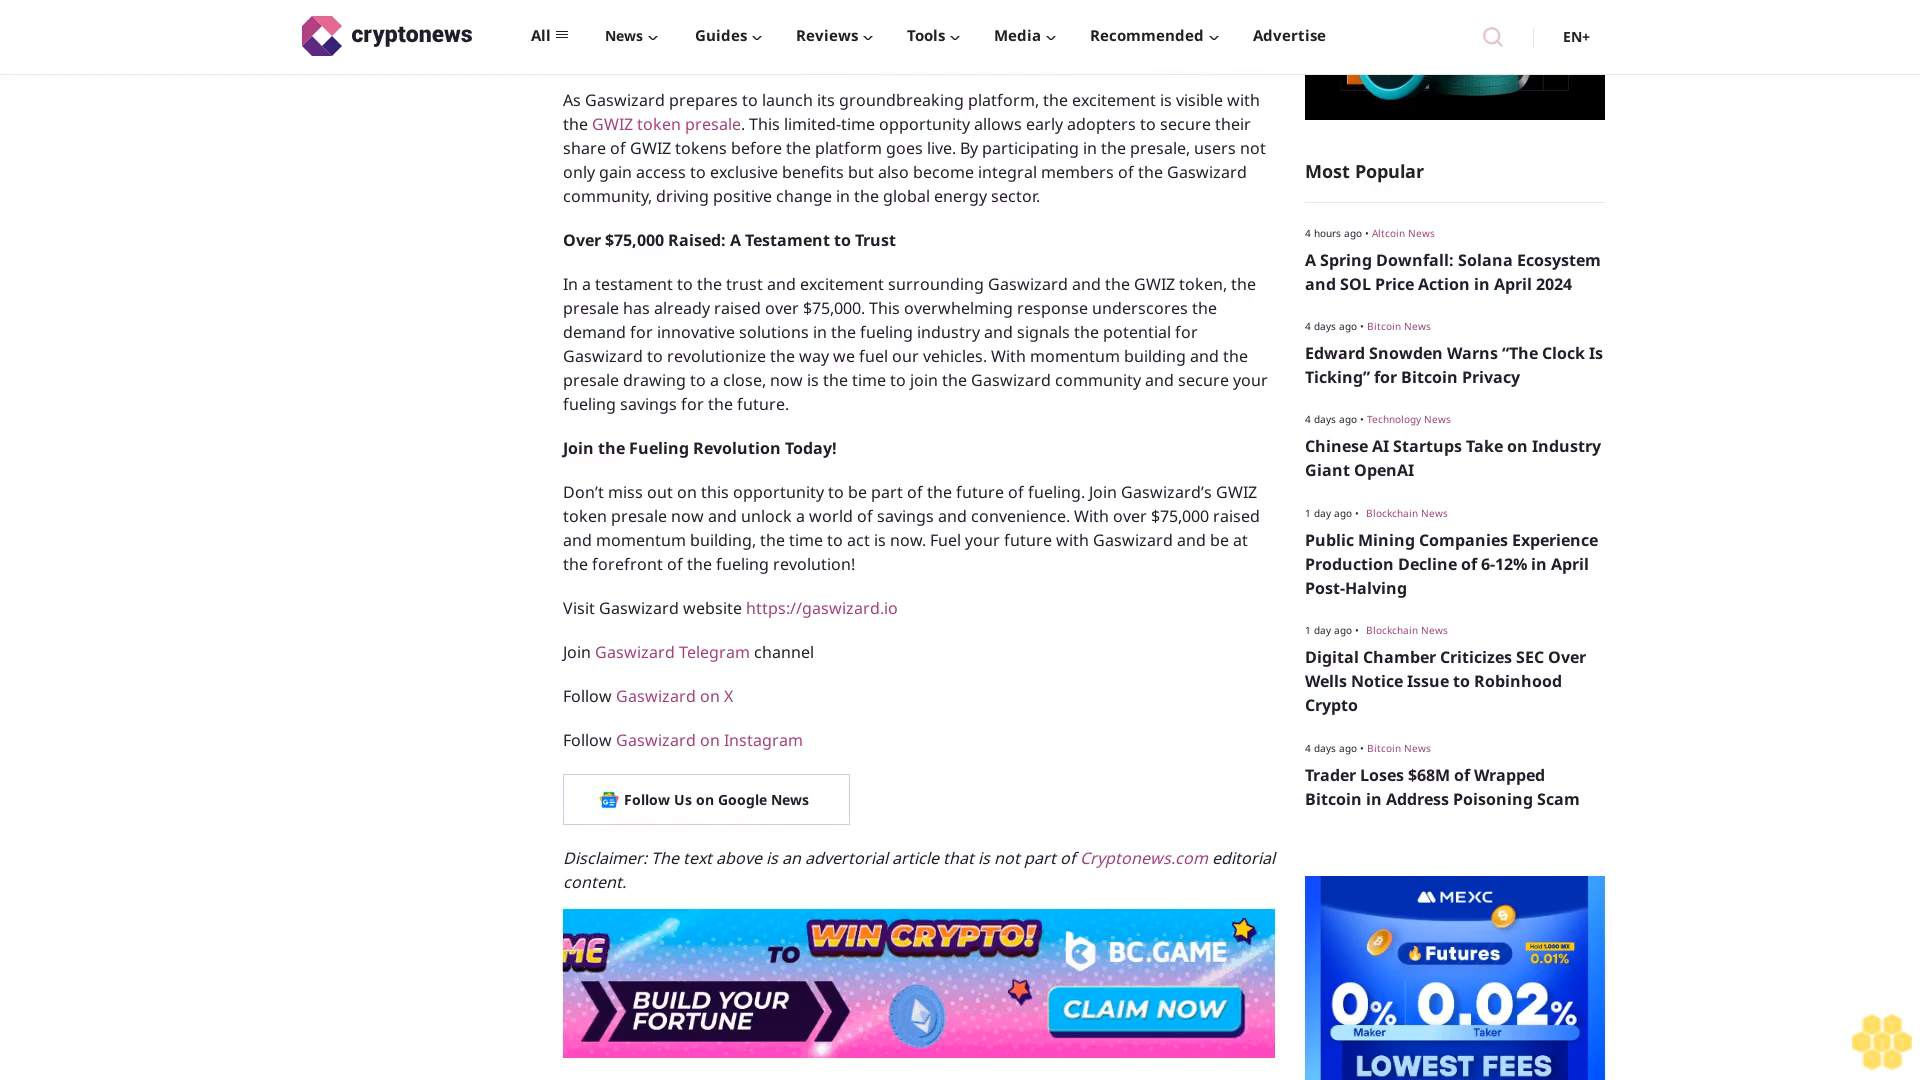 cryptonews
All
News
Guides
Reviews
Tools
Media
Recommended
Advertise
EN+
As Gaswizard prepares to launch its groundbreaking platform, the excitement is visible with
the GWIZ token presale. This limited-time opportunity allows early adopters to secure their
share of GWIZ tokens before the platform goes live. By participating in the presale, users not
only gain access to exclusive benefits but also become integral members of the Gaswizard
community, driving positive change in the global energy sector.
Over $75,000 Raised: A Testament to Trust
In a testament to the trust and excitement surrounding Gaswizard and the GWIZ token, the
presale has already raised over $75,000. This overwhelming response underscores the
demand for innovative solutions in the fueling industry and signals the potential for
Gaswizard to revolutionize the way we fuel our vehicles. With momentum building and the
presale drawing to a close, now is the time to join the Gaswizard community and secure your
fueling savings for the future.
Join the Fueling Revolution Today!
Don’t miss out on this opportunity to be part of the future of fueling. Join Gaswizard’s GWIZ
token presale now and unlock a world of savings and convenience. With over $75,000 raised
and momentum building, the time to act is now. Fuel your future with Gaswizard and be at
the forefront of the fueling revolution!
Visit Gaswizard website https://gaswizard.io
Join Gaswizard Telegram channel
Follow Gaswizard on X
Follow Gaswizard on Instagram
Follow Us on Google News
Disclaimer: The text above is an advertorial article that is not part of Cryptonews.com editorial
content.
ME
TO WIN CRYPTO!
BC.GAME
BUILD YOUR
FORTUNE
CLAIM NOW
Most Popular
4 hours ago • Altcoin News
A Spring Downfall: Solana Ecosystem
and SOL Price Action in April 2024
4 days ago • Bitcoin News
Edward Snowden Warns “The Clock Is
Ticking” for Bitcoin Privacy
4 days ago • Technology News
Chinese AI Startups Take on Industry
Giant OpenAI
1 day ago • Blockchain News
Public Mining Companies Experience
Production Decline of 6-12% in April
Post-Halving
1 day ago • Blockchain News
Digital Chamber Criticizes SEC Over
Wells Notice Issue to Robinhood
Crypto
4 days ago • Bitcoin News
Trader Loses $68M of Wrapped
Bitcoin in Address Poisoning Scam
MEXC
Futures
Hold 1,000 MX
0.01%
0% 0.02%
Maker Taker
LOWEST FEES